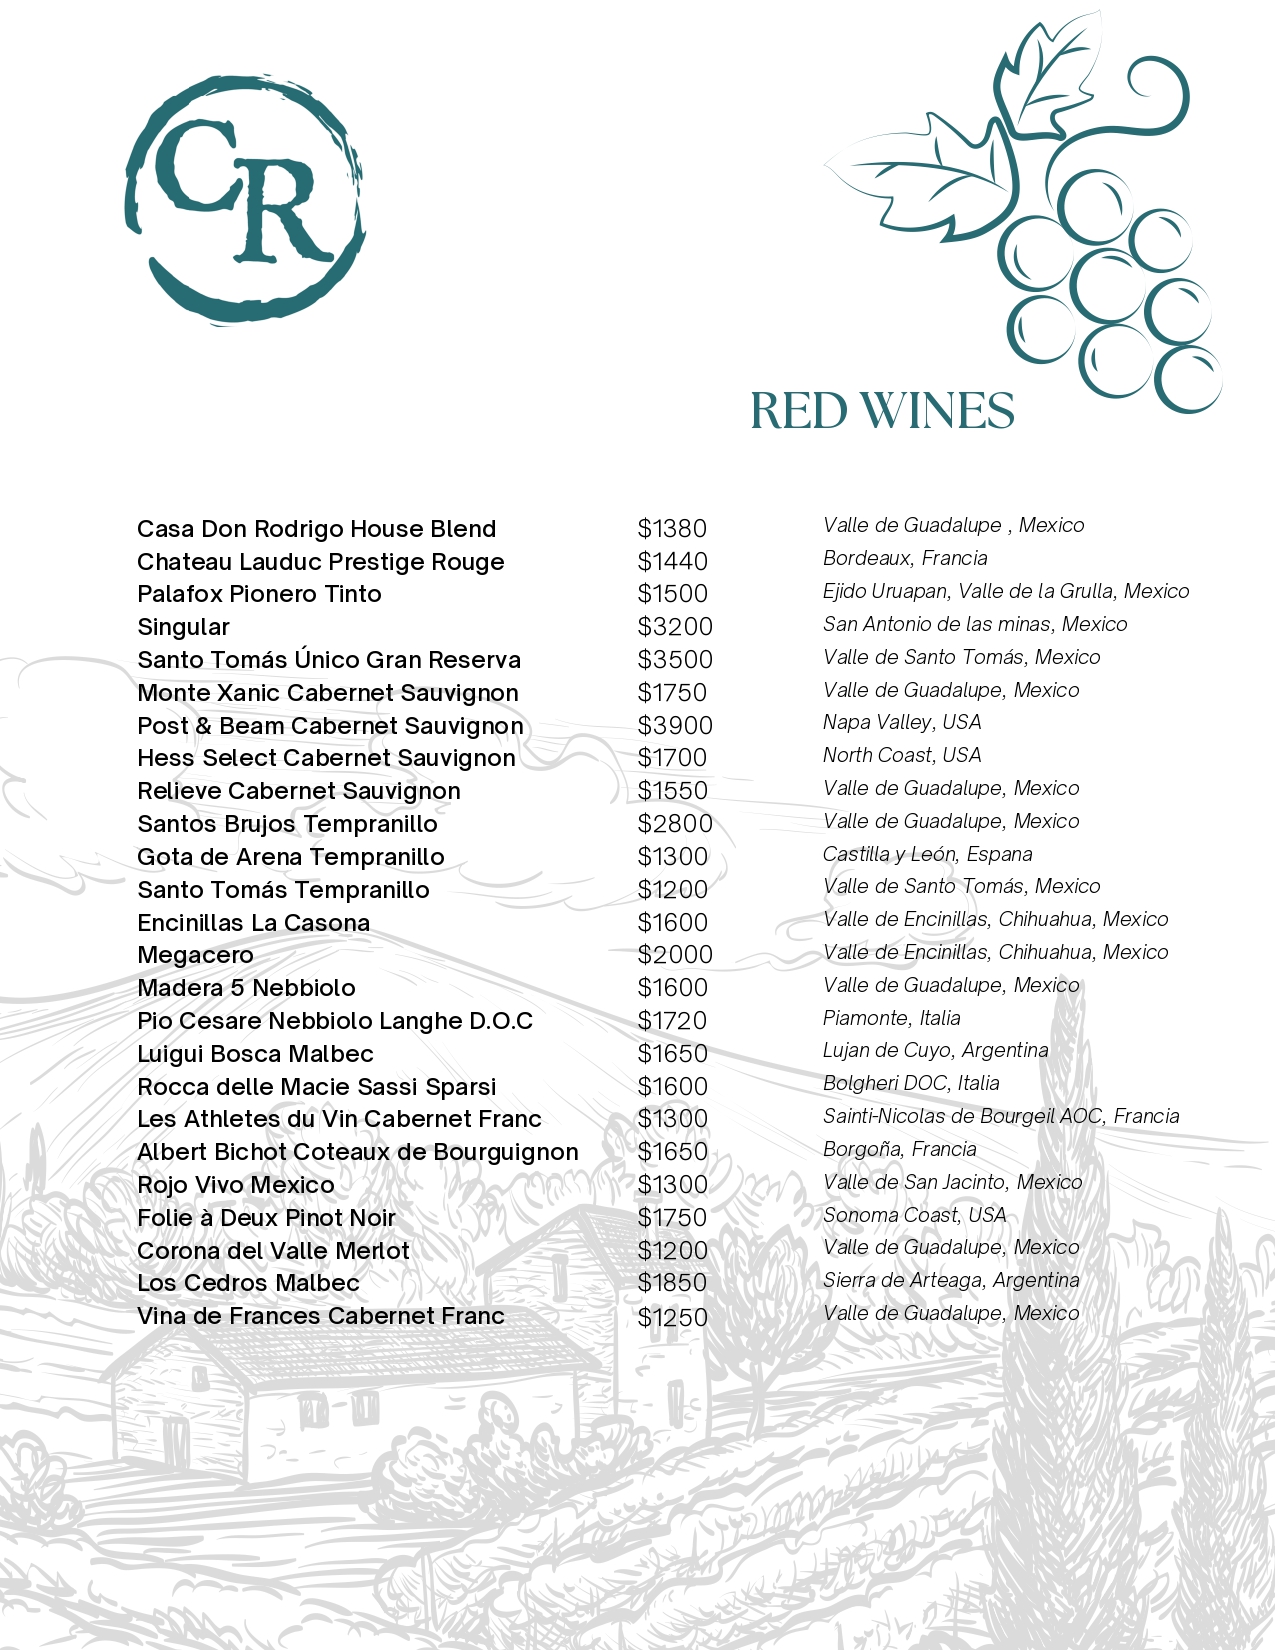 CR
RED WINES
Casa Don Rodrigo House Blend $1380 Valle de Guadalupe , Mexico
Chateau Lauduc Prestige Rouge $1440 Bordeaux, Francia
Palafox Pionero Tinto $1500 Ejido Uruapan, Valle de la Grulla, Mexico
Singular $3200 San Antonio de las minas, Mexico
Santo Tomás Único Gran Reserva $3500 Valle de Santo Tomás, Mexico
Monte Xanic Cabernet Sauvignon $1750 Valle de Guadalupe, Mexico
Post & Beam Cabernet Sauvignon $3900 Napa Valley, USA
Hess Select Cabernet Sauvignon $1700 North Coast, USA
Relieve Cabernet Sauvignon $1550 Valle de Guadalupe, Mexico
Santos Brujos Tempranillo $2800 Valle de Guadalupe, Mexico
Gota de Arena Tempranillo $1300 Castilla y León, Espana
Santo Tomás Tempranillo $1200 Valle de Santo Tomás, Mexico
Encinillas La Casona $1600 Valle de Encinillas, Chihuahua, Mexico
Megacero $2000 Valle de Encinillas, Chihuahua, Mexico
Madera 5 Nebbiolo $1600 Valle de Guadalupe, Mexico
Pio Cesare Nebbiolo Langhe D.O.C $1720 Piamonte, Italia
Luigui Bosca Malbec $1650 Lujan de Cuyo, Argentina
Rocca delle Macie Sassi Sparsi $1600 Bolgheri DOC, Italia
Les Athletes du Vin Cabernet Franc $1300 Sainti-Nicolas de Bourgeil AOC, Francia
Albert Bichot Coteaux de Bourguignon $1650 Borgoña, Francia
Rojo Vivo Mexico $1300 Valle de San Jacinto, Mexico
Folie à Deux Pinot Noir $1750 Sonoma Coast, USA
Corona del Valle Merlot $1200 Valle de Guadalupe, Mexico
Los Cedros Malbec $1850 Sierra de Arteaga, Argentina
Vina de Frances Cabernet Franc $1250 Valle de Guadalupe, Mexico